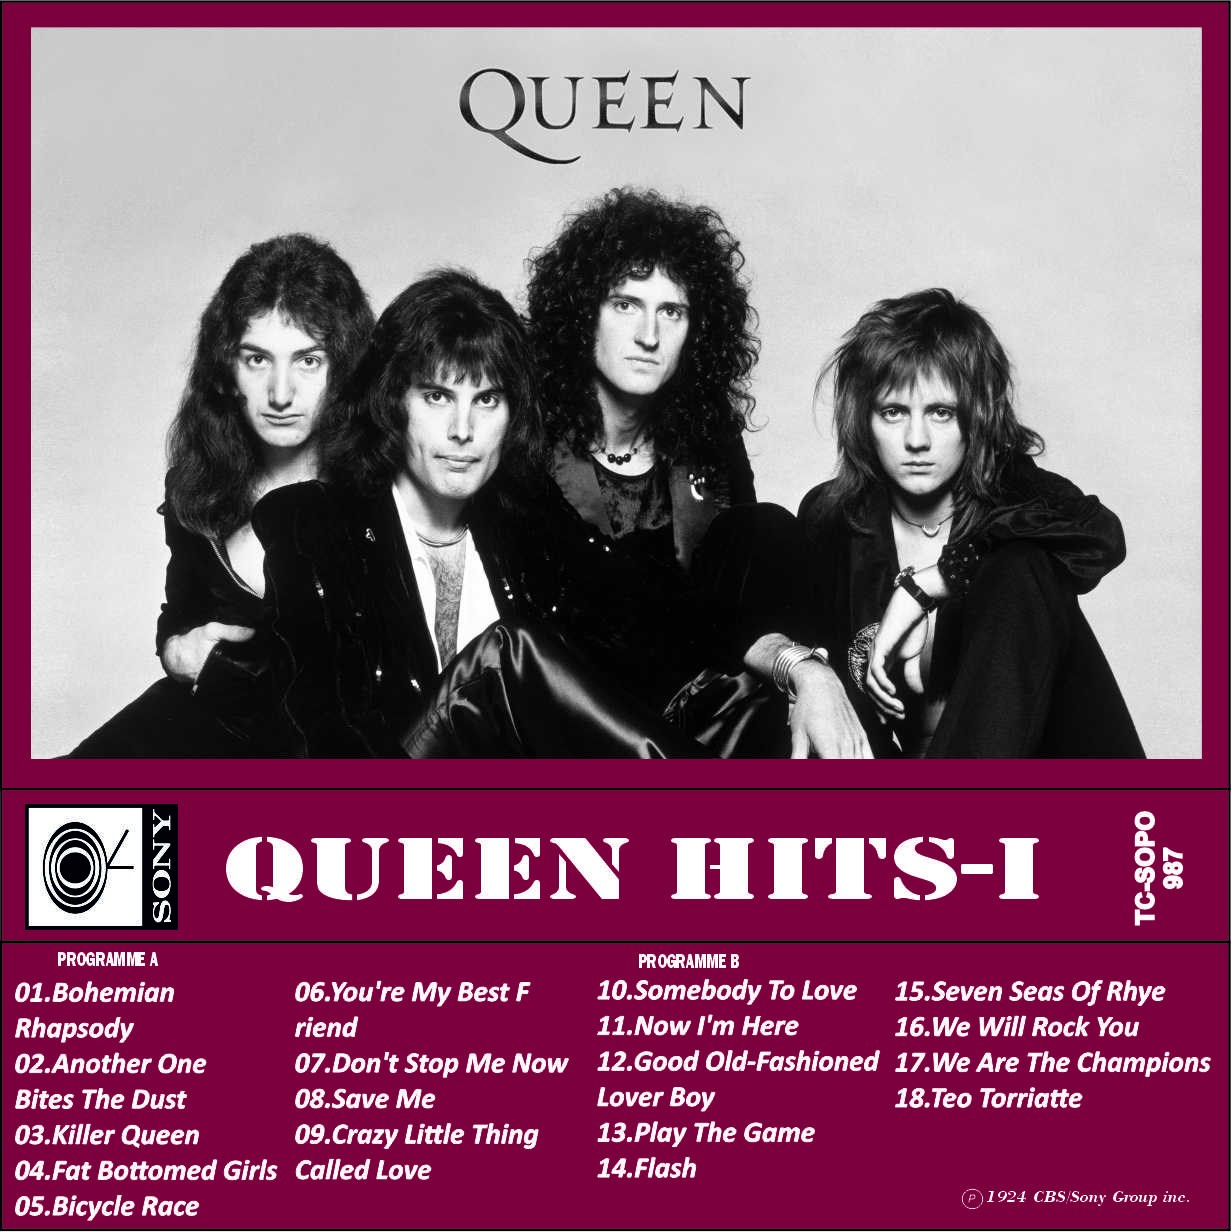 QUEEN
SONY
QUEEN HITS-I
TC-SOPO
987
PROGRAMME A
01.Bohemian
Rhapsody
02.Another One
Bites The Dust
03.Killer Queen
04.Fat Bottomed Girls
05.Bicycle Race
06.You're My Best F
riend
07.Don't Stop Me Now
08.Save Me
09.Crazy Little Thing
Called Love
PROGRAMME B
10.Somebody To Love
11.Now I'm Here
12.Good Old-Fashioned
Lover Boy
13.Play The Game
14.Flash
15.Seven Seas Of Rhye
16.We Will Rock You
17.We Are The Champions
18.Teo Torriatte
Ⓟ1924 CBS/Sony Group inc.